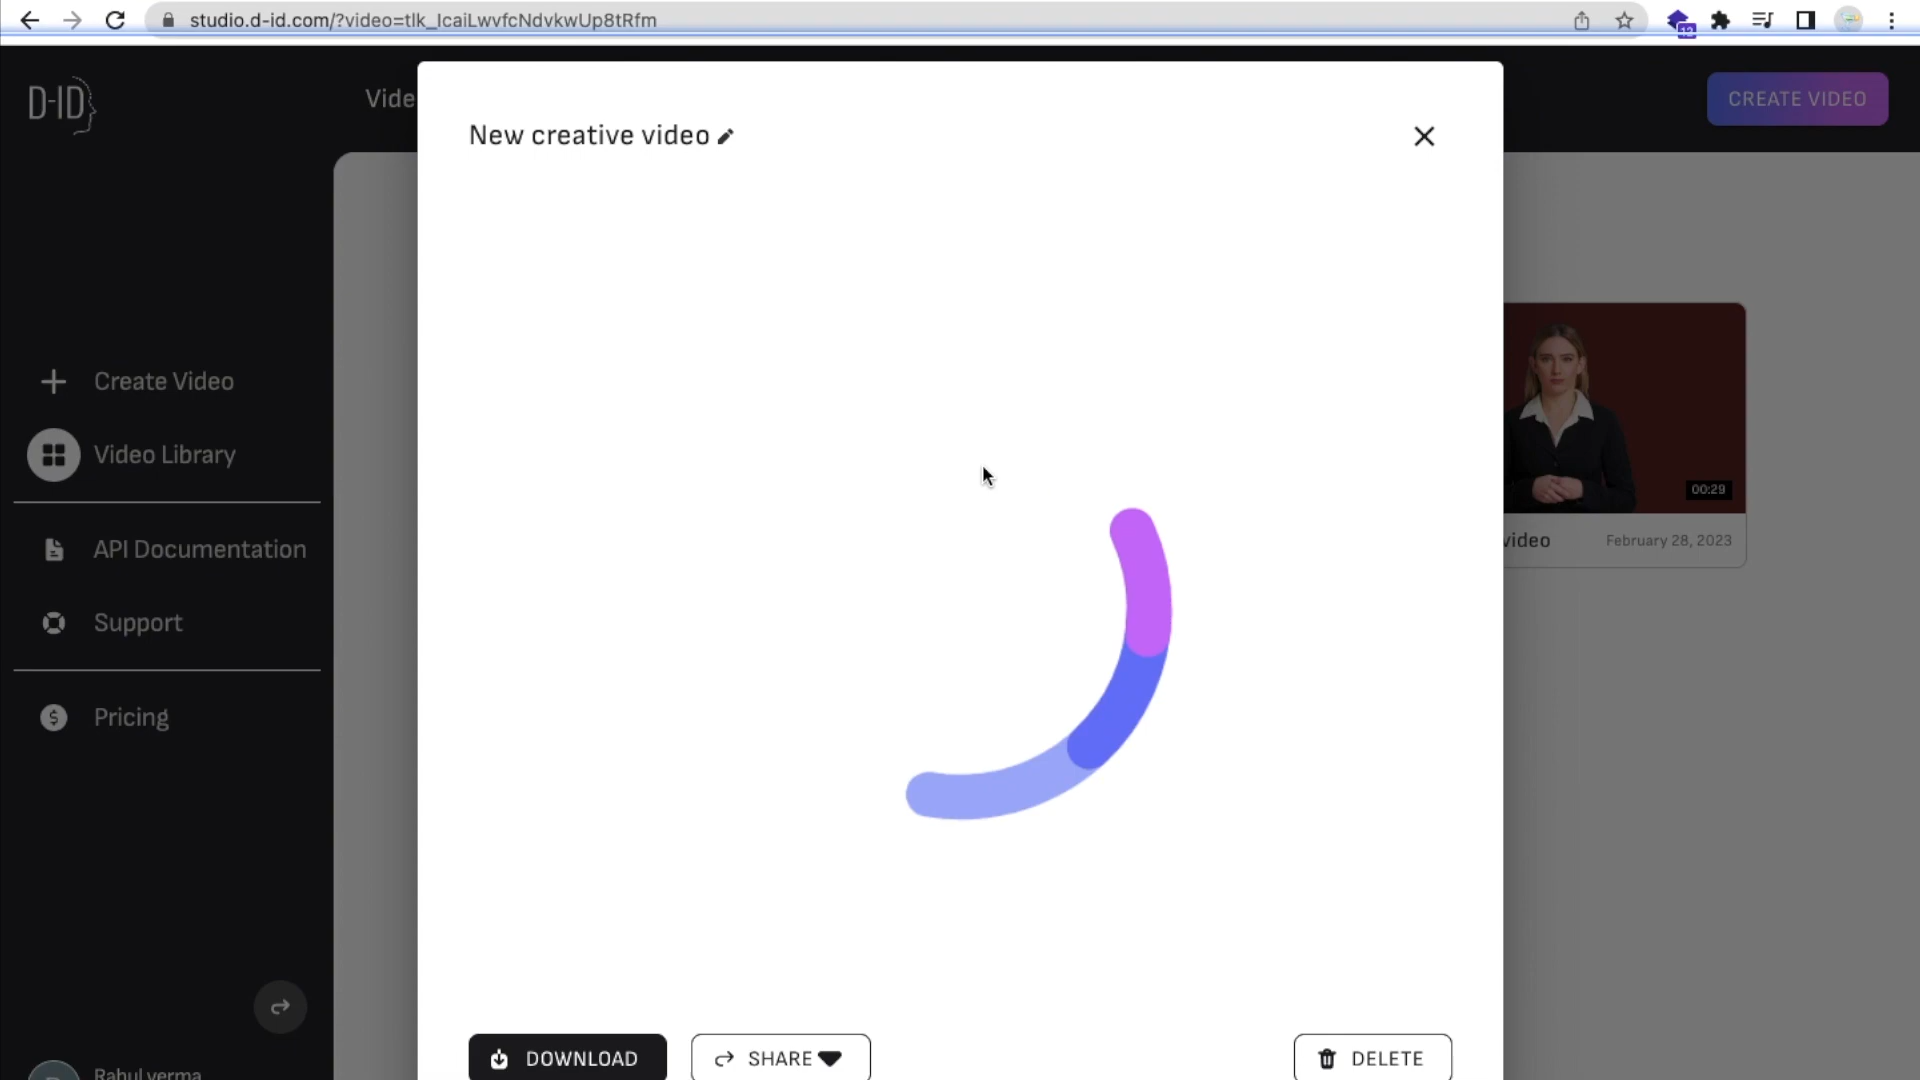 studio.d-id.com/?video=tlk_IcaiLwvfcNdvkwUp8tRfm
12
D-ID
Vide
CREATE VIDEO
New creative video
Create Video
Video Library
API Documentation
Support
Pricing
00:29
video
February 28, 2023
DOWNLOAD
SHARE
DELETE
Rahul verma